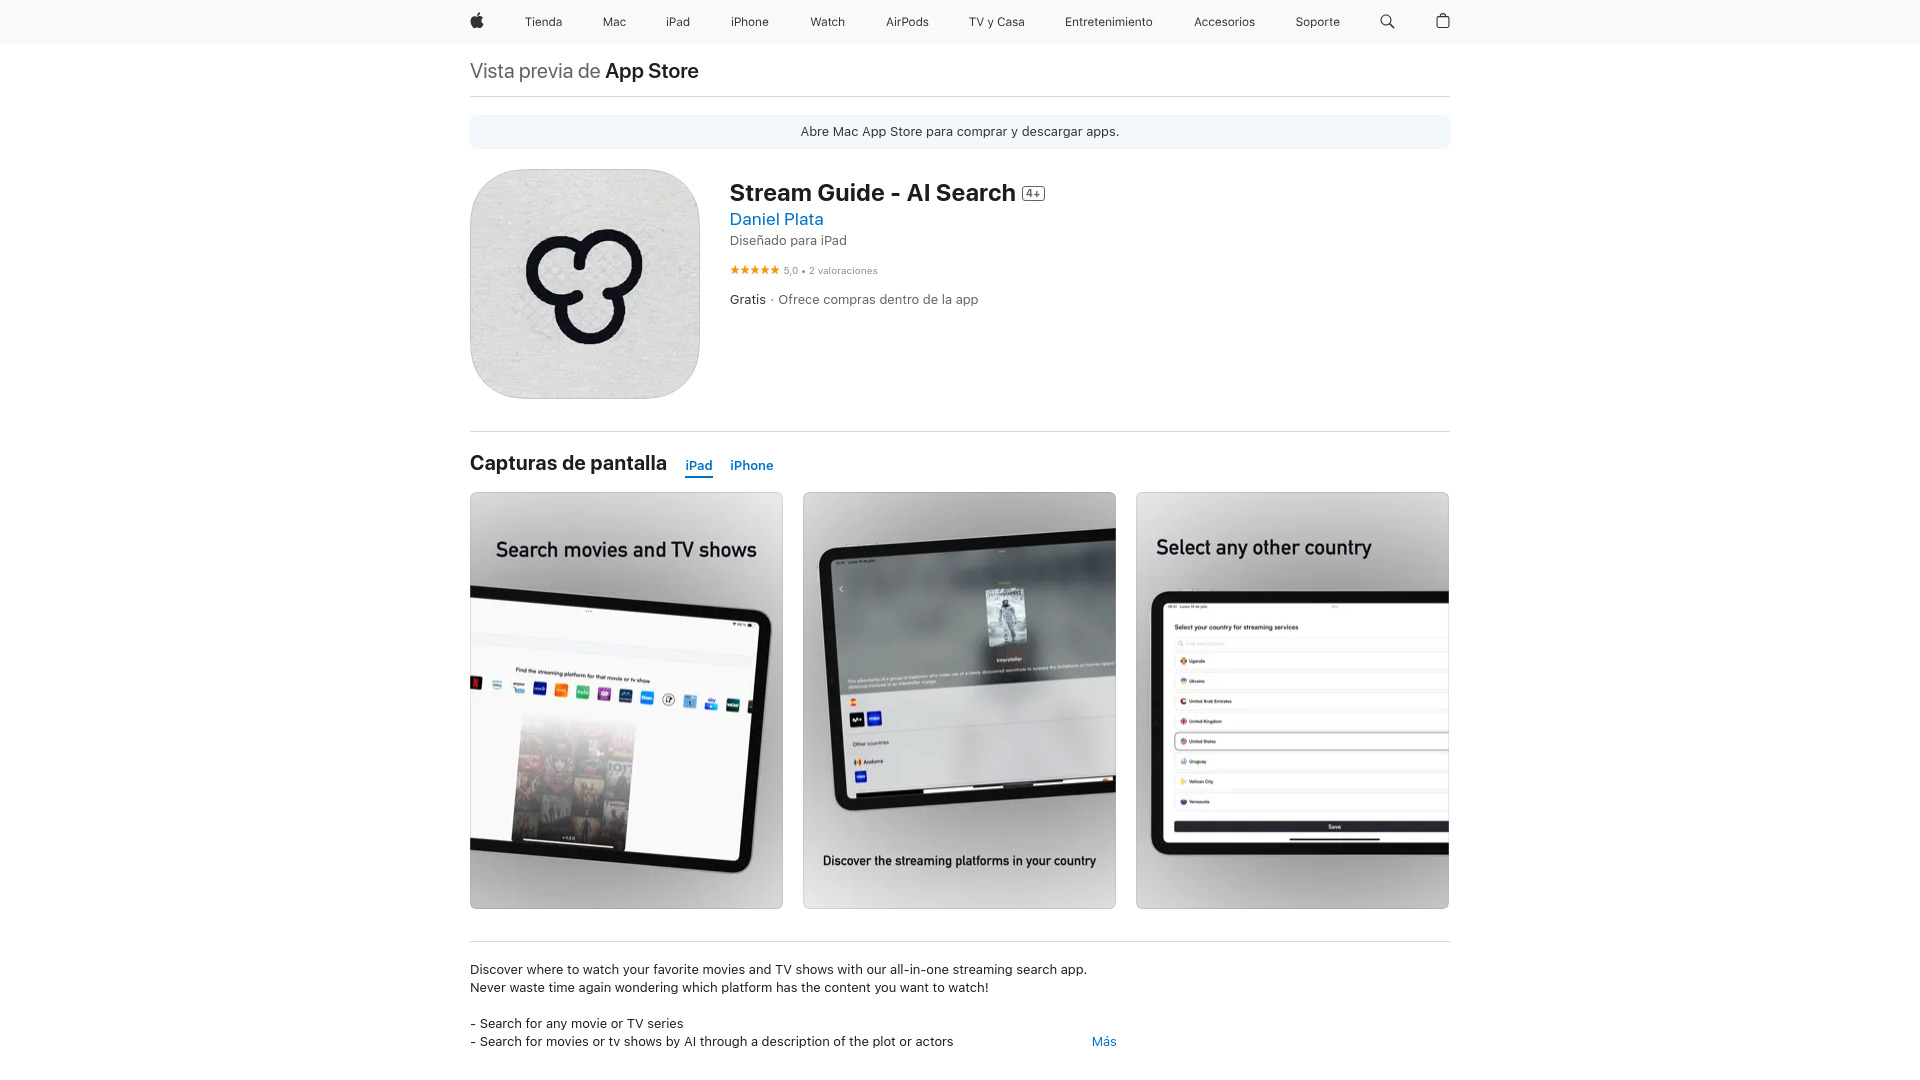 Tienda
Mac
iPad
iPhone
Watch
AirPods
TV y Casa
Entretenimiento
Accesorios
Soporte
Vista previa de App Store
Abre Mac App Store para comprar y descargar apps.
Stream Guide - AI Search 4+
Daniel Plata
Diseñado para iPad
5,0 • 2 valoraciones
Gratis · Ofrece compras dentro de la app
Capturas de pantalla
iPad
iPhone
Search movies and TV shows
Find the streaming platform for that movie or tv show
Interstellar
Other countries
Andorra
Discover the streaming platforms in your country
Select any other country
Select your country for streaming services
Find your country
Uganda
Ukraine
United Arab Emirates
United Kingdom
United States
Uruguay
Vatican City
Venezuela
Save
Discover where to watch your favorite movies and TV shows with our all-in-one streaming search app.
Never waste time again wondering which platform has the content you want to watch!
- Search for any movie or TV series
- Search for movies or tv shows by AI through a description of the plot or actors
Más